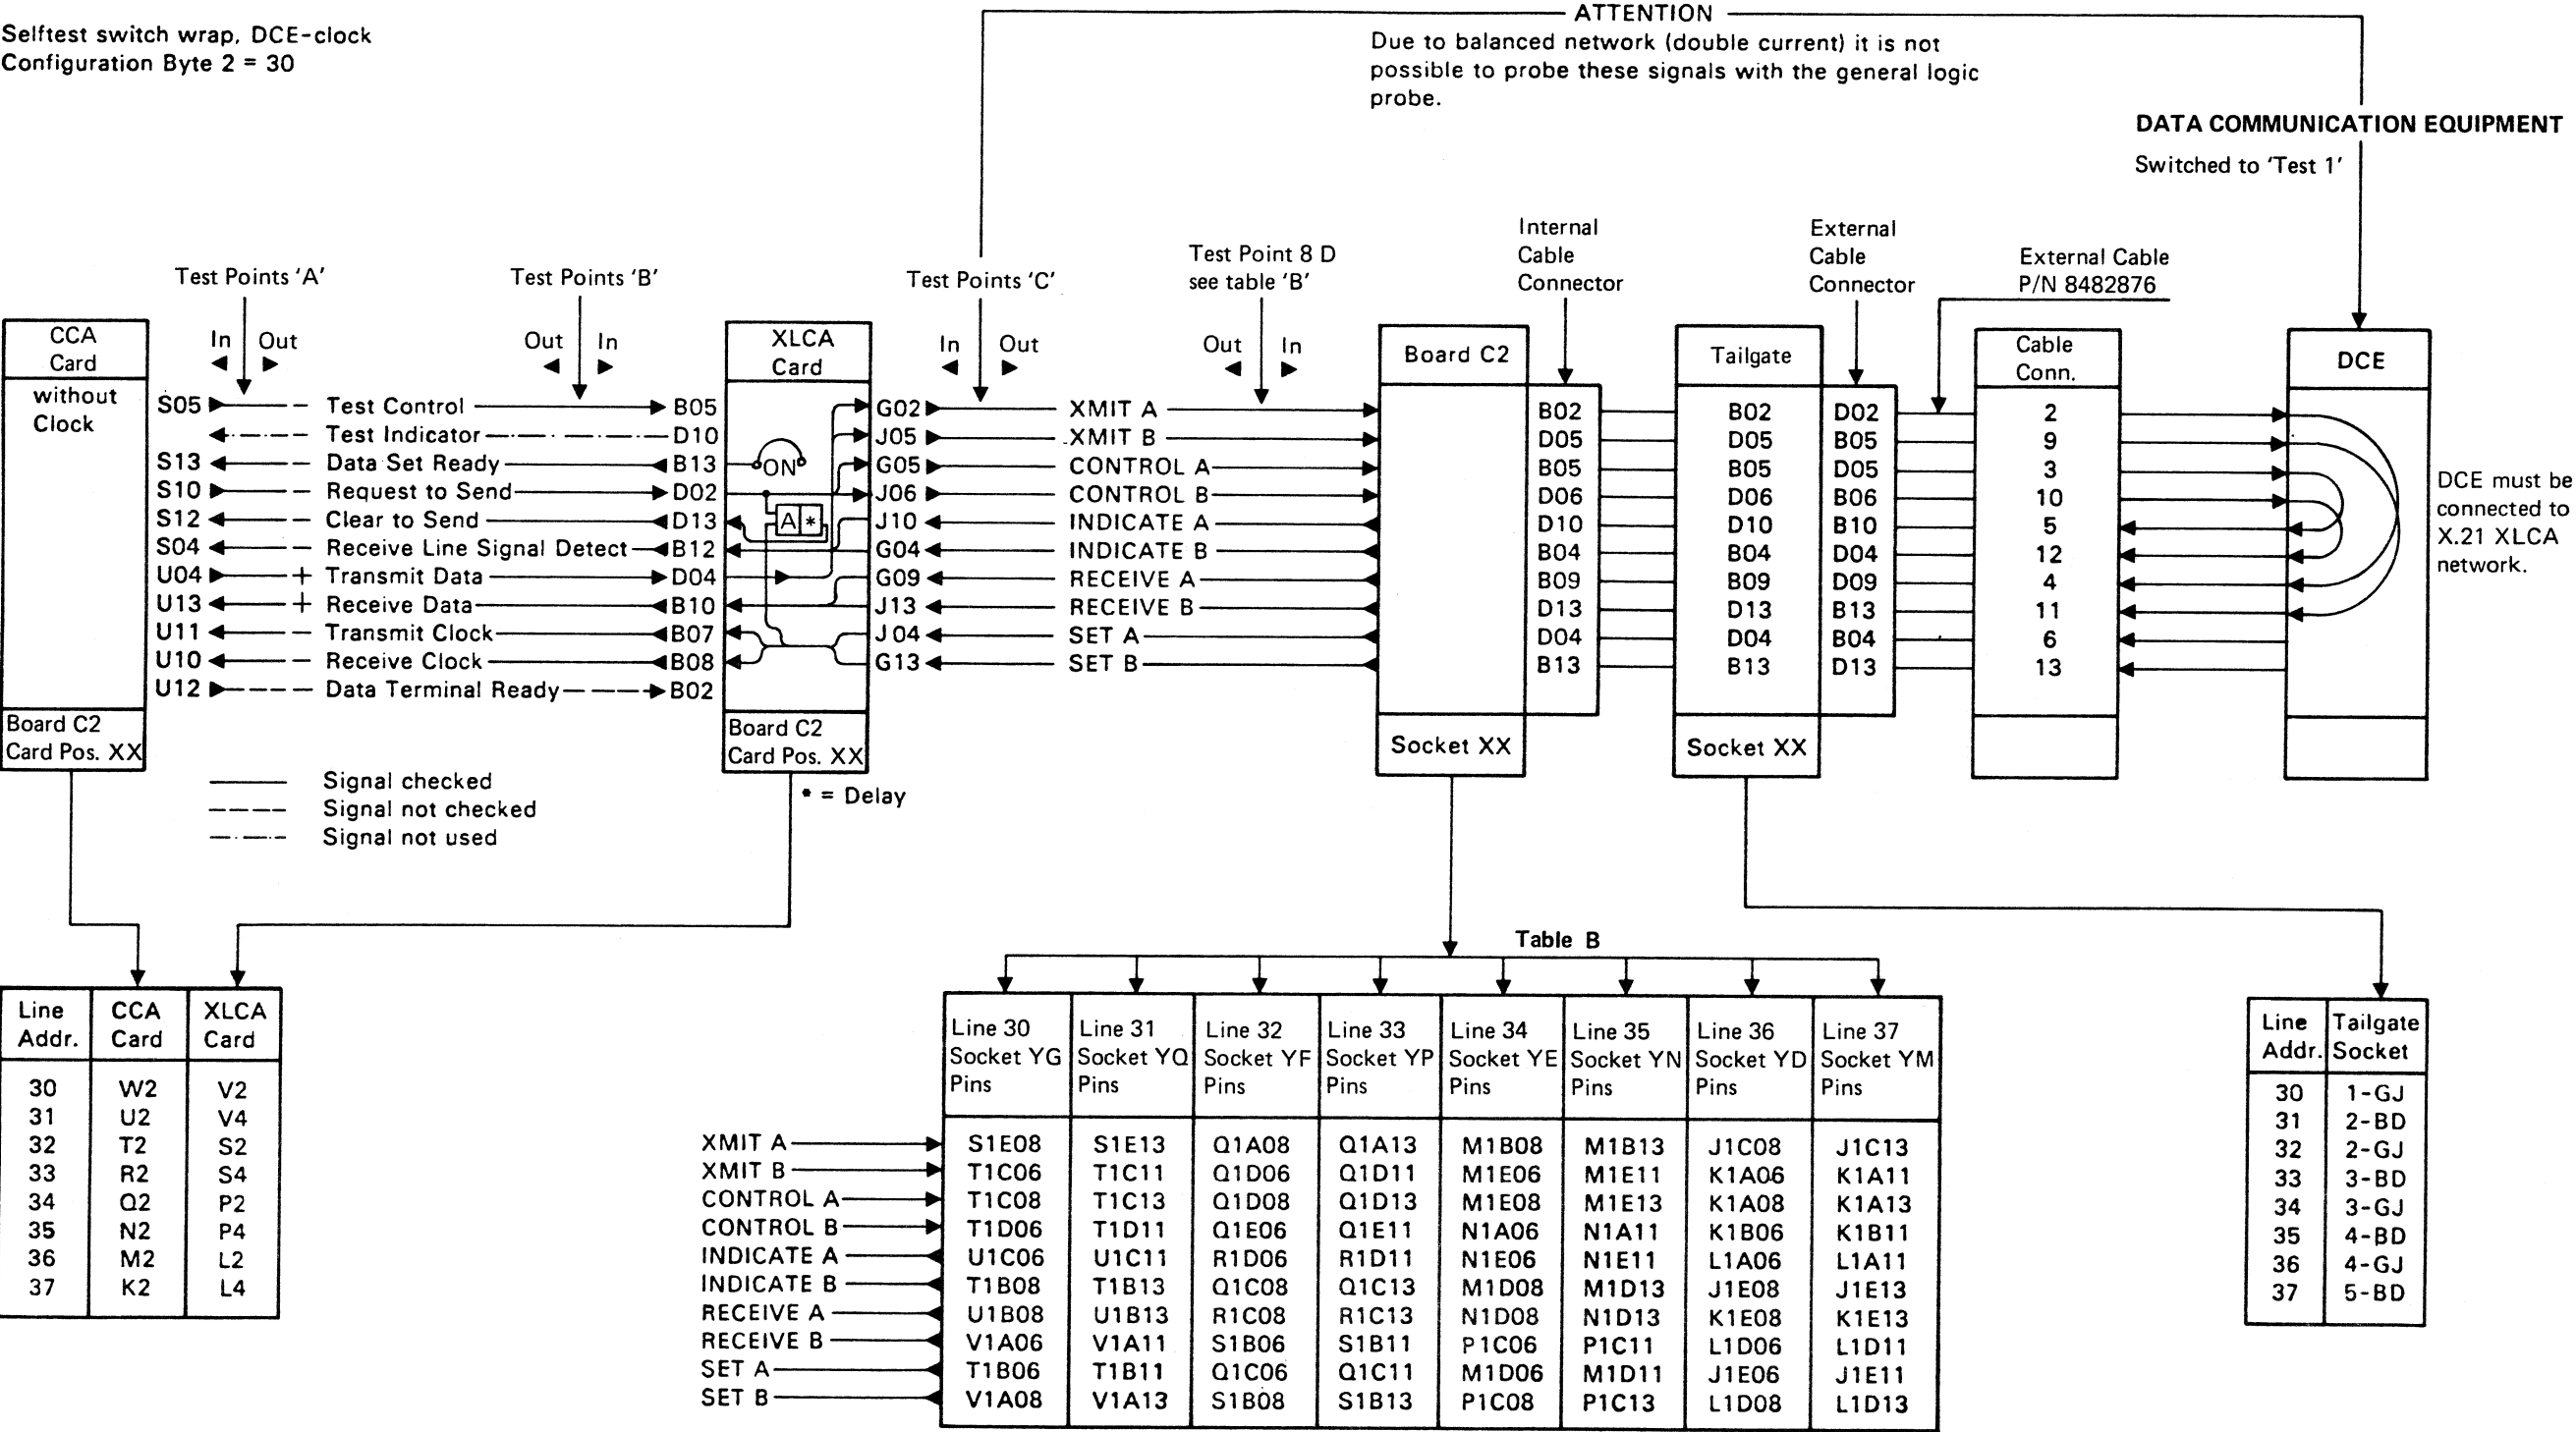 Selftest switch wrap, DCE-clock
Configuration Byte 2 = 30
ATTENTION
Due to balanced network (double current) it is not
possible to probe these signals with the general logic
probe.
DATA COMMUNICATION EQUIPMENT
Switched to 'Test 1'
Test Points 'A'
In Out
Test Points 'B'
Out In
Test Points 'C'
In Out
Test Point 8 D
see table 'B'
Out In
Internal
Cable
Connector
External
Cable
Connector
External Cable
P/N 8482876
CCA
Card
without
Clock
Board C2
Card Pos. XX
XLCA
Card
ON
A *
Board C2
Card Pos. XX
* = Delay
S05 – Test Control B05
Test Indicator D10
S13 – Data Set Ready B13
S10 – Request to Send D02
S12 – Clear to Send D13
S04 – Receive Line Signal Detect B12
U04 + Transmit Data D04
U13 + Receive Data B10
U11 – Transmit Clock B07
U10 – Receive Clock B08
U12 – Data Terminal Ready B02
G02 XMIT A
J05 XMIT B
G05 CONTROL A
J06 CONTROL B
J10 INDICATE A
G04 INDICATE B
G09 RECEIVE A
J13 RECEIVE B
J04 SET A
G13 SET B
Board C2
Socket XX
Tailgate
Socket XX
Cable
Conn.
DCE
B02 B02 D02 2
D05 D05 B05 9
B05 B05 D05 3
D06 D06 B06 10
D10 D10 B10 5
B04 B04 D04 12
B09 B09 D09 4
D13 D13 B13 11
D04 D04 B04 6
B13 B13 D13 13
DCE must be
connected to
X.21 XLCA
network.
Signal checked
Signal not checked
Signal not used
Line Addr. CCA Card XLCA Card
30 W2 V2
31 U2 V4
32 T2 S2
33 R2 S4
34 Q2 P2
35 N2 P4
36 M2 L2
37 K2 L4
Table B
Line 30 Line 31 Line 32 Line 33 Line 34 Line 35 Line 36 Line 37
Socket YG Socket YQ Socket YF Socket YP Socket YE Socket YN Socket YD Socket YM
Pins Pins Pins Pins Pins Pins Pins Pins
XMIT A S1E08 S1E13 Q1A08 Q1A13 M1B08 M1B13 J1C08 J1C13
XMIT B T1C06 T1C11 Q1D06 Q1D11 M1E06 M1E11 K1A06 K1A11
CONTROL A T1C08 T1C13 Q1D08 Q1D13 M1E08 M1E13 K1A08 K1A13
CONTROL B T1D06 T1D11 Q1E06 Q1E11 N1A06 N1A11 K1B06 K1B11
INDICATE A U1C06 U1C11 R1D06 R1D11 N1E06 N1E11 L1A06 L1A11
INDICATE B T1B08 T1B13 Q1C08 Q1C13 M1D08 M1D13 J1E08 J1E13
RECEIVE A U1B08 U1B13 R1C08 R1C13 N1D08 N1D13 K1E08 K1E13
RECEIVE B V1A06 V1A11 S1B06 S1B11 P1C06 P1C11 L1D06 L1D11
SET A T1B06 T1B11 Q1C06 Q1C11 M1D06 M1D11 J1E06 J1E11
SET B V1A08 V1A13 S1B08 S1B13 P1C08 P1C13 L1D08 L1D13
Line Addr. Tailgate Socket
30 1-GJ
31 2-BD
32 2-GJ
33 3-BD
34 3-GJ
35 4-BD
36 4-GJ
37 5-BD